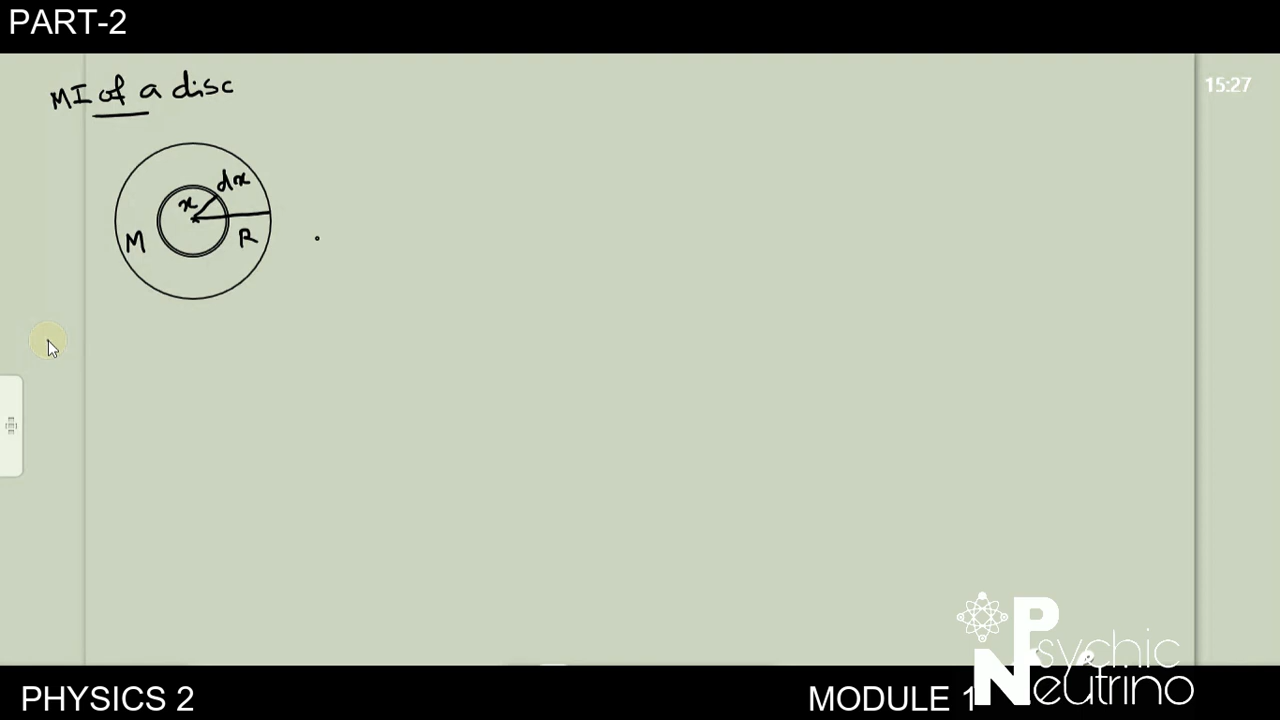 PART-2
MI of a disc
15:27
dx
x
M
R
Psychic
Neutrino
PHYSICS 2
MODULE 1